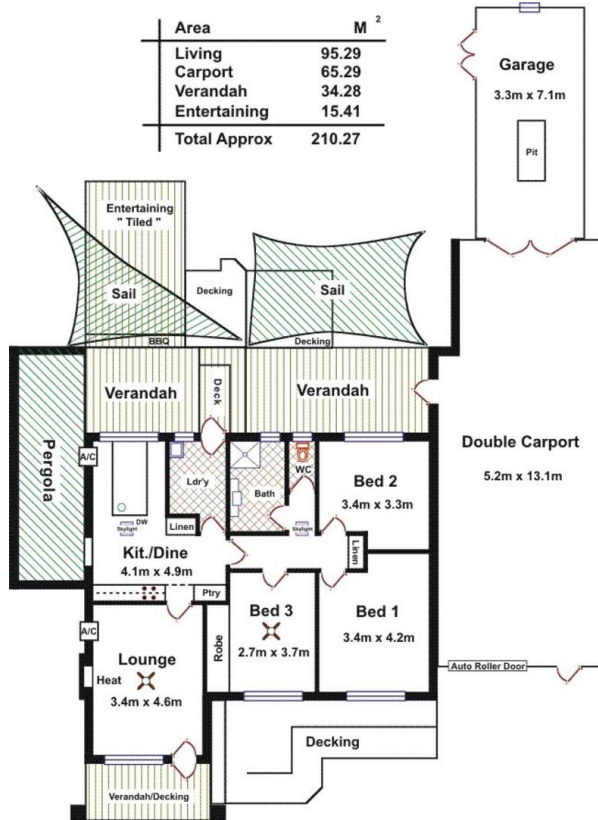 Area M 2
Living 95.29
Carport 65.29
Verandah 34.28
Entertaining 15.41
Total Approx 210.27
Garage
3.3m x 7.1m
Pit
Entertaining
" Tiled "
Sail
Decking
Sail
BBQ
Decking
Verandah
Deck
Verandah
Pergola
A/C
Ldr'y
Bath
WC
Bed 2
3.4m x 3.3m
Double Carport
5.2m x 13.1m
DW
Skylight
Linen
Skylight
Linen
Kit./Dine
4.1m x 4.9m
Ptry
A/C
Lounge
Heat
3.4m x 4.6m
Robe
Bed 3
2.7m x 3.7m
Bed 1
3.4m x 4.2m
Auto Roller Door
Decking
Verandah/Decking